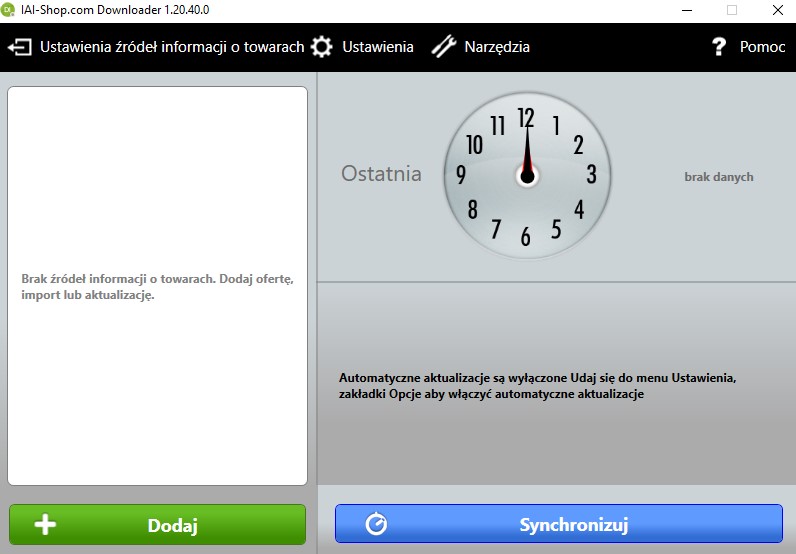 IAI-Shop.com Downloader 1.20.40.0
Ustawienia źródeł informacji o towarach
Ustawienia
Narzędzia
? Pomoc
Brak źródeł informacji o towarach. Dodaj ofertę,
import lub aktualizację.
Ostatnia
12
1
2
3
4
5
6
7
8
9
10
11
brak danych
Automatyczne aktualizacje są wyłączone Udaj się do menu Ustawienia,
zakładki Opcje aby włączyć automatyczne aktualizacje
Dodaj
Synchronizuj